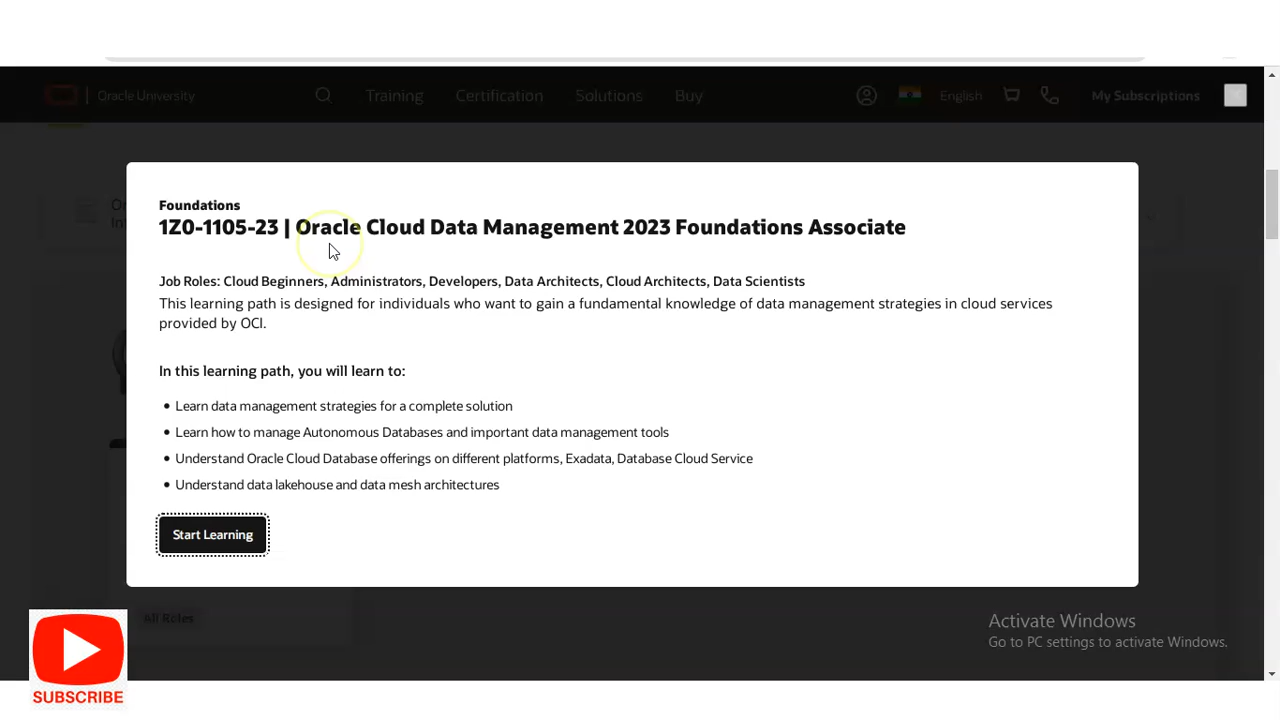 Oracle University
Training
Certification
Solutions
Buy
English
My Subscriptions
Foundations
1Z0-1105-23 | Oracle Cloud Data Management 2023 Foundations Associate
Job Roles: Cloud Beginners, Administrators, Developers, Data Architects, Cloud Architects, Data Scientists
This learning path is designed for individuals who want to gain a fundamental knowledge of data management strategies in cloud services
provided by OCI.
In this learning path, you will learn to:
• Learn data management strategies for a complete solution
• Learn how to manage Autonomous Databases and important data management tools
• Understand Oracle Cloud Database offerings on different platforms, Exadata, Database Cloud Service
• Understand data lakehouse and data mesh architectures
Start Learning
All Roles
Activate Windows
Go to PC settings to activate Windows.
SUBSCRIBE